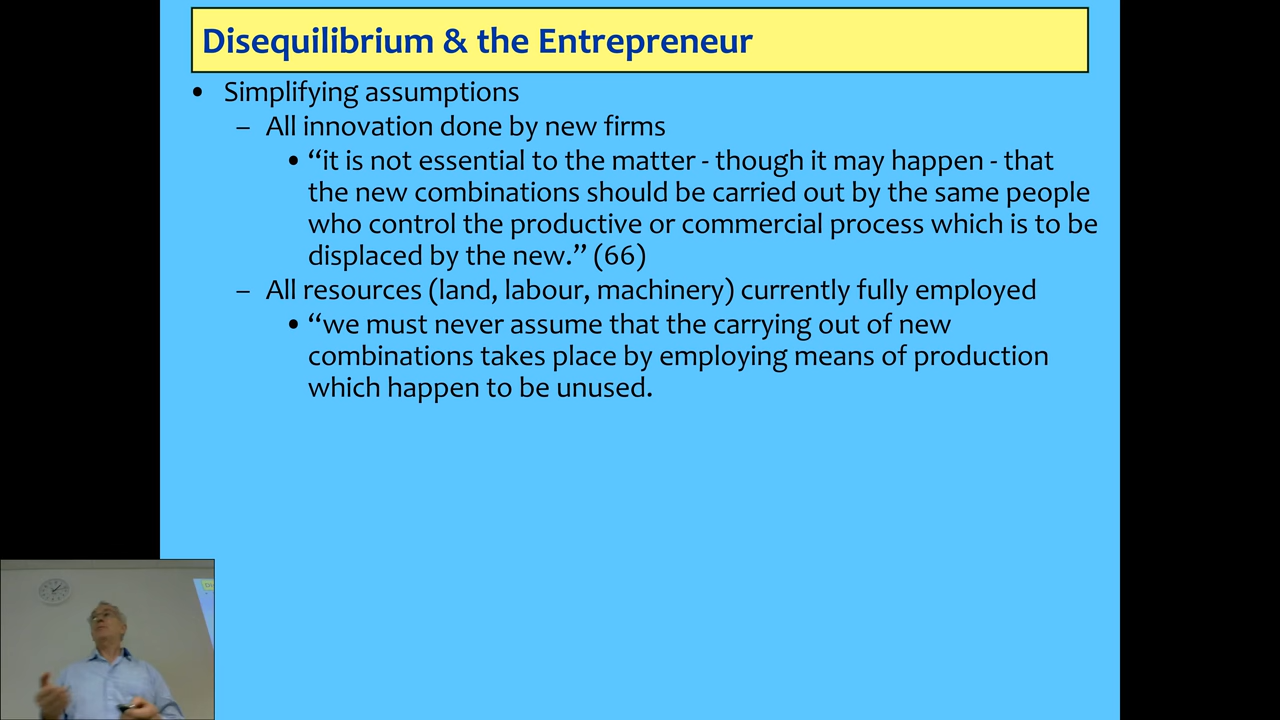 Disequilibrium & the Entrepreneur
• Simplifying assumptions
– All innovation done by new firms
• “it is not essential to the matter - though it may happen - that
the new combinations should be carried out by the same people
who control the productive or commercial process which is to be
displaced by the new.” (66)
– All resources (land, labour, machinery) currently fully employed
• “we must never assume that the carrying out of new
combinations takes place by employing means of production
which happen to be unused.